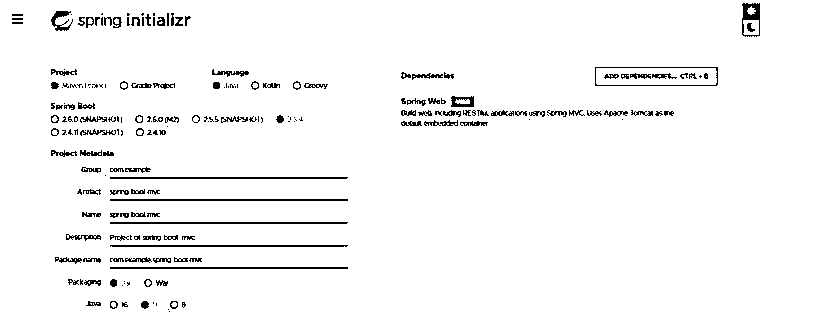 spring initializr
Project
Maven Project Gradle Project
Language
Java Kotlin Groovy
Spring Boot
2.6.0 (SNAPSHOT) 2.6.0 (M2) 2.5.5 (SNAPSHOT) 2.5.4
2.4.11 (SNAPSHOT) 2.4.10
Project Metadata
Group com.example
Artifact spring boot mvc
Name spring boot mvc
Description Project of spring boot mvc
Package name com.example.spring boot mvc
Packaging Jar War
Java 16 11 8
Dependencies
ADD DEPENDENCIES... CTRL + B
Spring Web WEB
Build web, including RESTful, applications using Spring MVC. Uses Apache Tomcat as the
default embedded container.